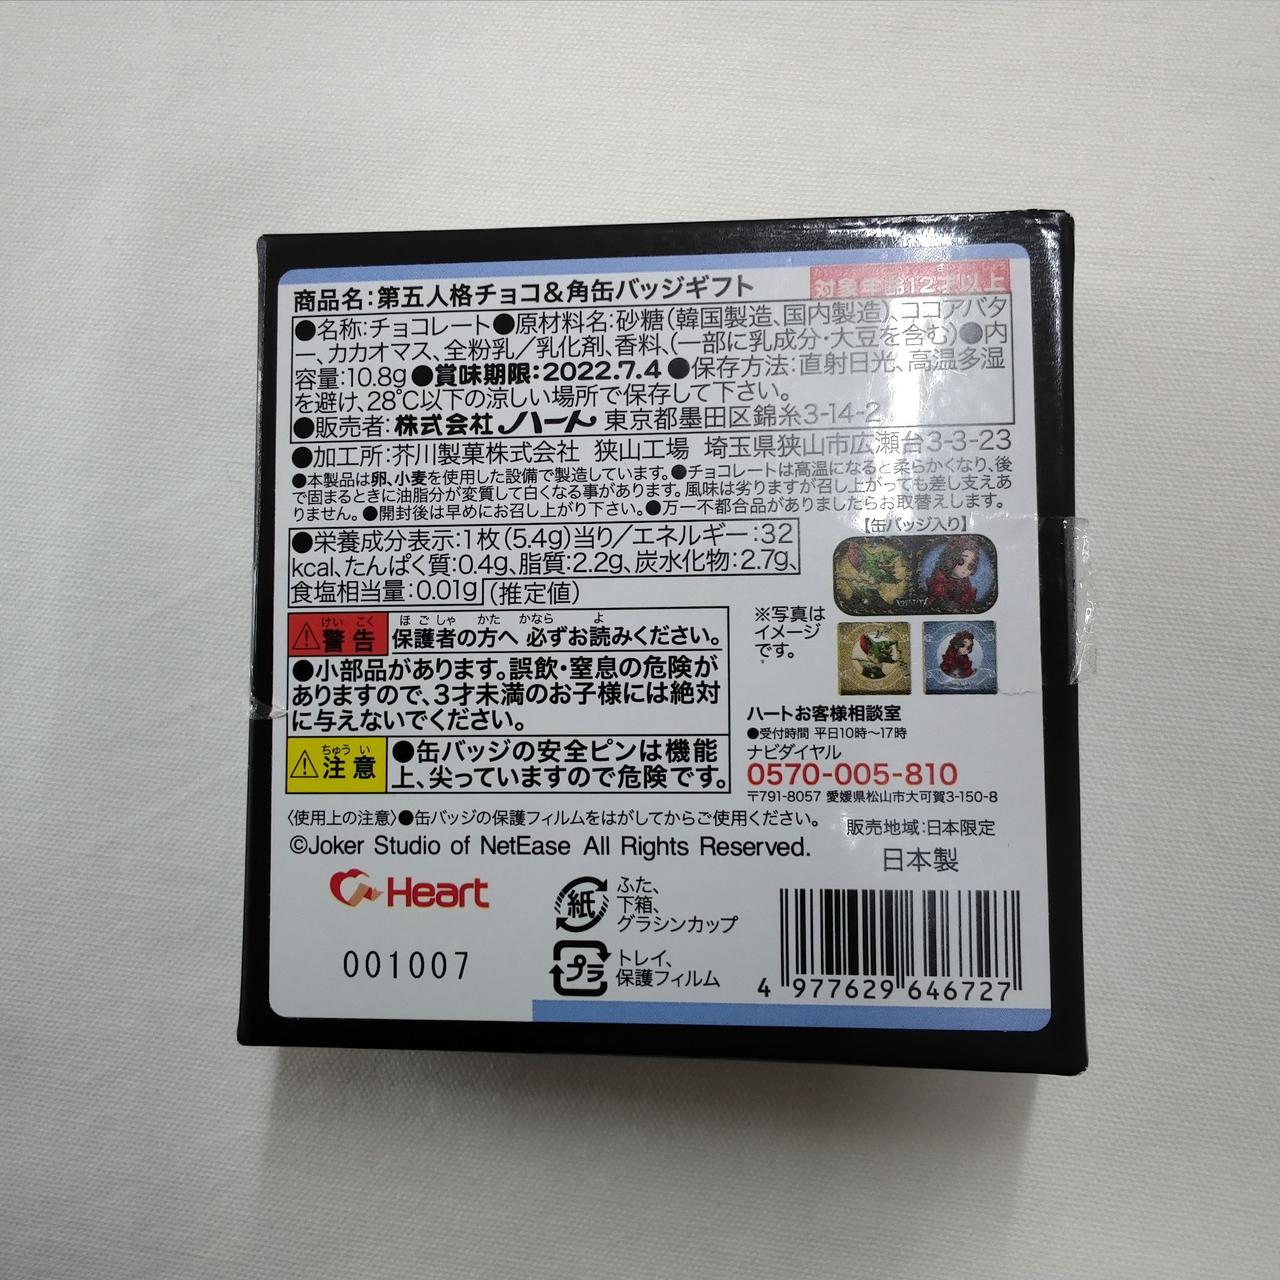 商品名:第五人格チョコ&角缶バッジギフト
対象年齢12才以上
●名称:チョコレート●原材料名:砂糖(韓国製造、国内製造)、ココアバタ
ー、カカオマス、全粉乳/乳化剤、香料、(一部に乳成分・大豆を含む)●内
容量:10.8g●賞味期限:2022.7.4●保存方法:直射日光、高温多湿
を避け、28℃以下の涼しい場所で保存して下さい。
●販売者:株式会社ハート 東京都墨田区錦糸3-14-2
●加工所:芥川製菓株式会社 狭山工場 埼玉県狭山市広瀬台3-3-23
●本製品は卵、小麦を使用した設備で製造しています。●チョコレートは高温になると柔らかくなり、後
で固まるときに油脂分が変質して白くなる事があります。風味は劣りますが召し上がっても差し支えあ
りません。●開封後は早めにお召し上がり下さい。●万一不都合品がありましたらお取替えします。
●栄養成分表示:1枚(5.4g)当り/エネルギー:32
kcal、たんぱく質:0.4g、脂質:2.2g、炭水化物:2.7g、
食塩相当量:0.01g (推定値)
【缶バッジ入り】
※写真は
イメージ
です。
けい こく
警告
ほごしゃ かた かなら よ
保護者の方へ 必ずお読みください。
●小部品があります。誤飲・窒息の危険が
ありますので、3才未満のお子様には絶対
に与えないでください。
ちゅう い
注意
●缶バッジの安全ピンは機能
上、尖っていますので危険です。
ハートお客様相談室
●受付時間 平日10時〜17時
ナビダイヤル
0570-005-810
〒791-8057 愛媛県松山市大可賀3-150-8
〈使用上の注意〉●缶バッジの保護フィルムをはがしてからご使用ください。
販売地域:日本限定
©Joker Studio of NetEase All Rights Reserved.
日本製
Heart
001007
紙
ふた、
下箱、
グラシンカップ
プラ
トレイ、
保護フィルム
4 977629 646727